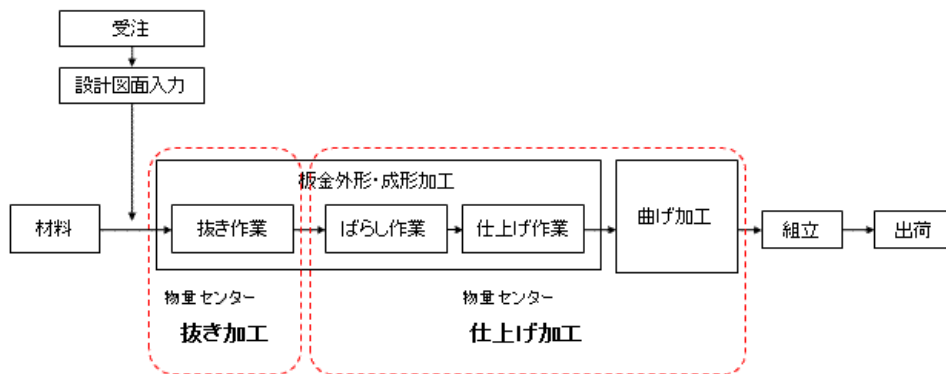 受注
設計図面入力
板金外形・成形加工
材料
抜き作業
ばらし作業
仕上げ作業
曲げ加工
組立
出荷
物量センター
抜き加工
物量センター
仕上げ加工